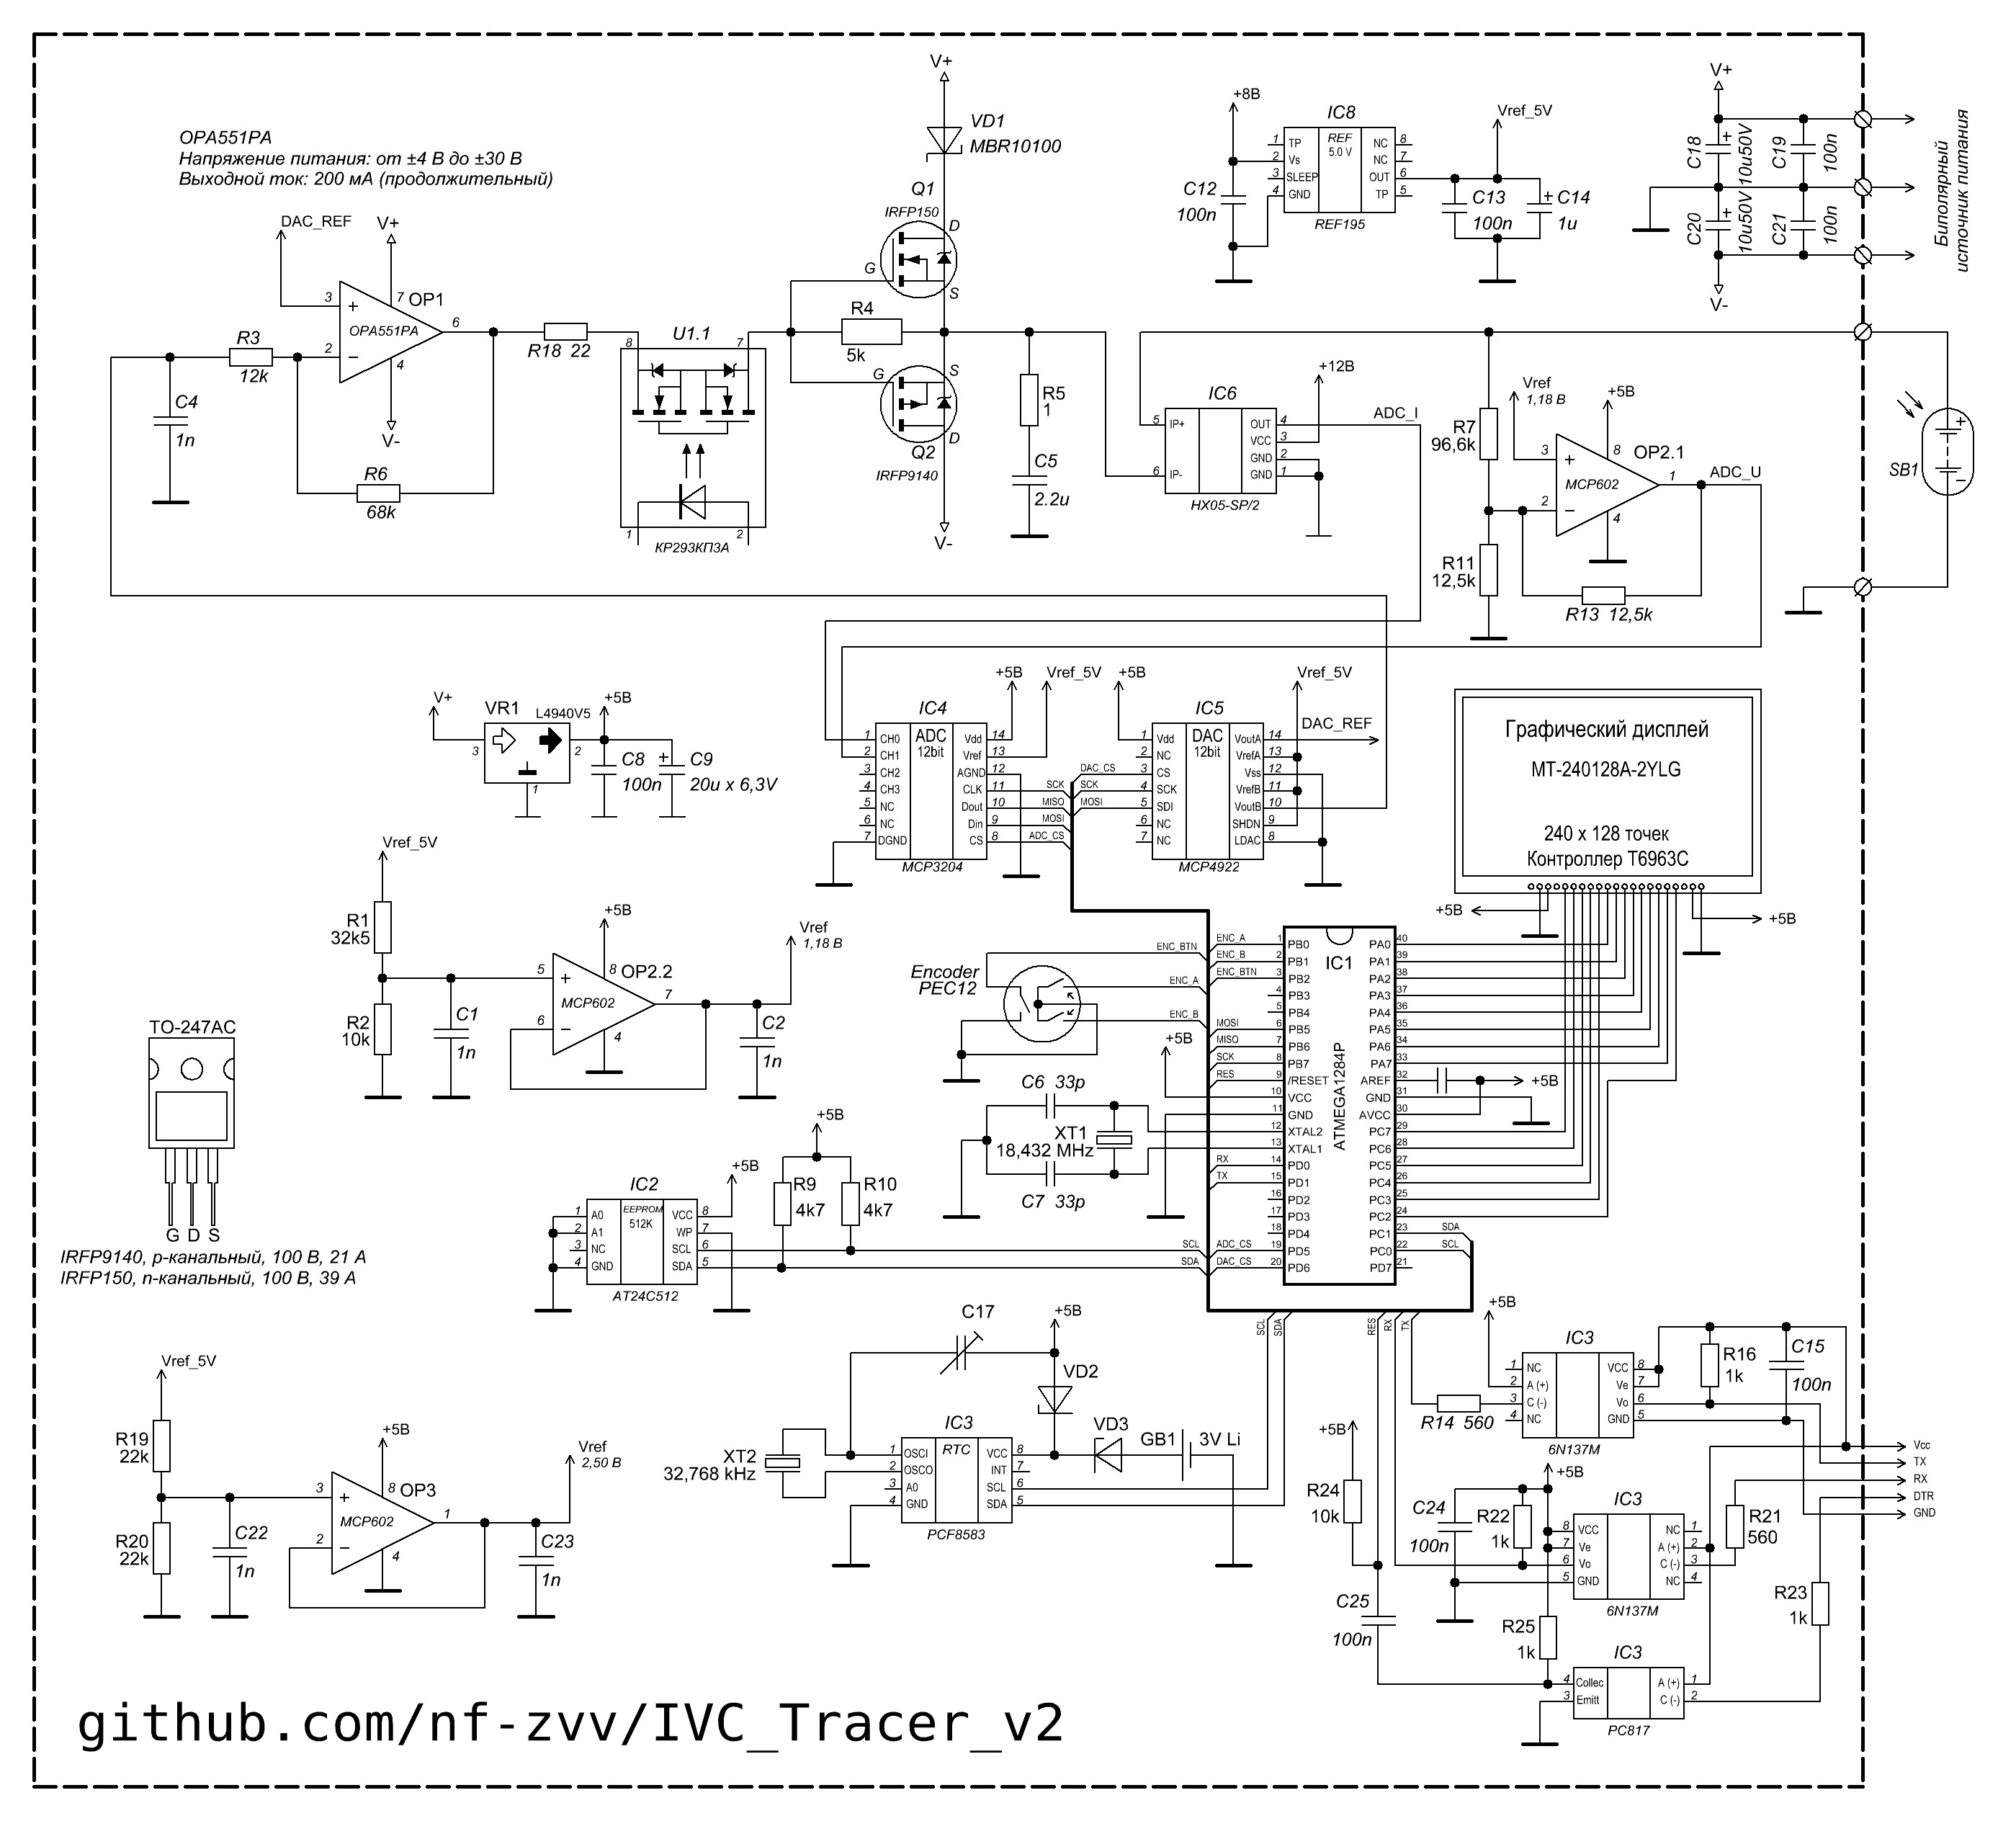 OPA551PA
Напряжение питания: от ±4 В до ±30 В
Выходной ток: 200 мА (продолжительный)
DAC_REF
V+
3
7
OP1
+
OPA551PA
6
2
−
4
V-
R3
12k
C4
1n
R6
68k
R18 22
U1.1
8
7
1
2
КР293КП3А
V+
VD1
MBR10100
Q1
IRFP150
D
G
S
R4
5k
G
S
D
Q2
IRFP9140
V-
R5
1
C5
2.2u
+8В
IC8
Vref_5V
1 TP
2 Vs
3 SLEEP
4 GND
REF
5.0 V
NC 8
NC 7
OUT 6
TP 5
REF195
C12
100n
C13
100n
C14
1u
V+
C18
10u50V
C19
100n
C20
10u50V
C21
100n
V-
Биполярный
источник питания
+12В
IC6
5 IP+
6 IP-
OUT 4
VCC 3
GND 2
GND 1
HX05-SP/2
ADC_I
R7
96,6k
R11
12,5k
Vref
1,18 В
+5В
3
8
OP2.1
+
MCP602
1
2
−
4
ADC_U
R13 12,5k
SB1
+
−
V+
VR1
L4940V5
+5В
3
2
1
C8
100n
C9
20u x 6,3V
IC4
+5В
Vref_5V
ADC
12bit
1 CH0
2 CH1
3 CH2
4 CH3
5 NC
6 NC
7 DGND
Vdd 14
Vref 13
AGND 12
CLK 11
Dout 10
Din 9
CS 8
MCP3204
SCK
MISO
MOSI
ADC_CS
+5В
IC5
Vref_5V
DAC_REF
DAC
12bit
DAC_CS
SCK
MOSI
1 Vdd
2 NC
3 CS
4 SCK
5 SDI
6 NC
7 NC
VoutA 14
VrefA 13
Vss 12
VrefB 11
VoutB 10
SHDN 9
LDAC 8
MCP4922
Графический дисплей
MT-240128A-2YLG
240 x 128 точек
Контроллер T6963C
+5В
+5В
Vref_5V
R1
32k5
R2
10k
C1
1n
+5В
5
8
OP2.2
+
MCP602
7
6
−
4
Vref
1,18 В
C2
1n
Encoder
PEC12
ENC_BTN
ENC_A
ENC_B
+5В
IC1
ATMEGA1284P
ENC_A 1 PB0
ENC_B 2 PB1
ENC_BTN 3 PB2
4 PB3
5 PB4
MOSI 6 PB5
MISO 7 PB6
SCK 8 PB7
RES 9 /RESET
10 VCC
11 GND
12 XTAL2
13 XTAL1
RX 14 PD0
TX 15 PD1
16 PD2
17 PD3
18 PD4
ADC_CS 19 PD5
DAC_CS 20 PD6
PA0 40
PA1 39
PA2 38
PA3 37
PA4 36
PA5 35
PA6 34
PA7 33
AREF 32
GND 31
AVCC 30
PC7 29
PC6 28
PC5 27
PC4 26
PC3 25
PC2 24
PC1 23 SDA
PC0 22 SCL
PD7 21
+5В
C6 33p
XT1
18,432 MHz
C7 33p
TO-247AC
G D S
IRFP9140, p-канальный, 100 В, 21 А
IRFP150, n-канальный, 100 В, 39 А
IC2
+5В
EEPROM
512K
1 A0
2 A1
3 NC
4 GND
VCC 8
WP 7
SCL 6
SDA 5
AT24C512
+5В
R9
4k7
R10
4k7
SCL
SDA
SCL
SDA
RES
RX
TX
Vref_5V
R19
22k
R20
22k
C22
1n
+5В
3
8
OP3
+
MCP602
1
2
−
4
Vref
2,50 В
C23
1n
C17
+5В
VD2
VD3
GB1
3V Li
XT2
32,768 kHz
IC3
RTC
1 OSCI
2 OSCO
3 A0
4 GND
VCC 8
INT 7
SCL 6
SDA 5
PCF8583
+5В
IC3
1 NC
2 A (+)
3 C (-)
4 NC
VCC 8
Ve 7
Vo 6
GND 5
6N137M
R14 560
R16
1k
C15
100n
Vcc
TX
RX
DTR
GND
+5В
R24
10k
C25
100n
+5В
C24
100n
R22
1k
IC3
8 VCC
7 Ve
6 Vo
5 GND
NC 1
A (+) 2
C (-) 3
NC 4
6N137M
R21
560
R23
1k
R25
1k
IC3
4 Collec
3 Emitt
A (+) 1
C (-) 2
PC817
github.com/nf-zvv/IVC_Tracer_v2